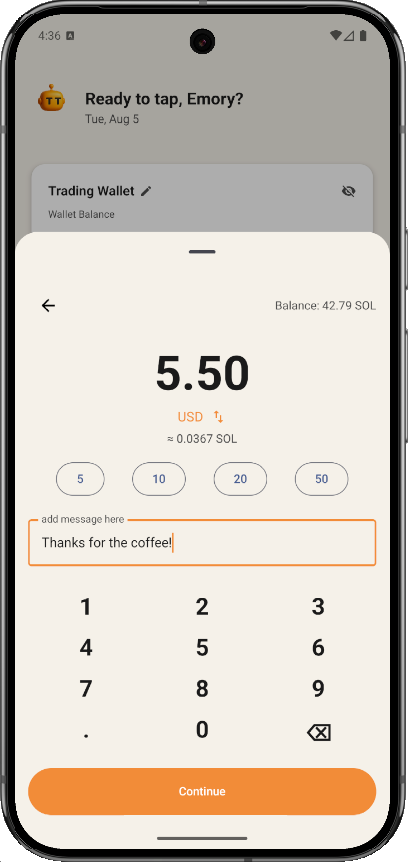 4:36
TT
Ready to tap, Emory?
Tue, Aug 5
Trading Wallet
Wallet Balance
Balance: 42.79 SOL
5.50
USD
≈ 0.0367 SOL
5 10 20 50
add message here
Thanks for the coffee!
1 2 3
4 5 6
7 8 9
. 0
Continue